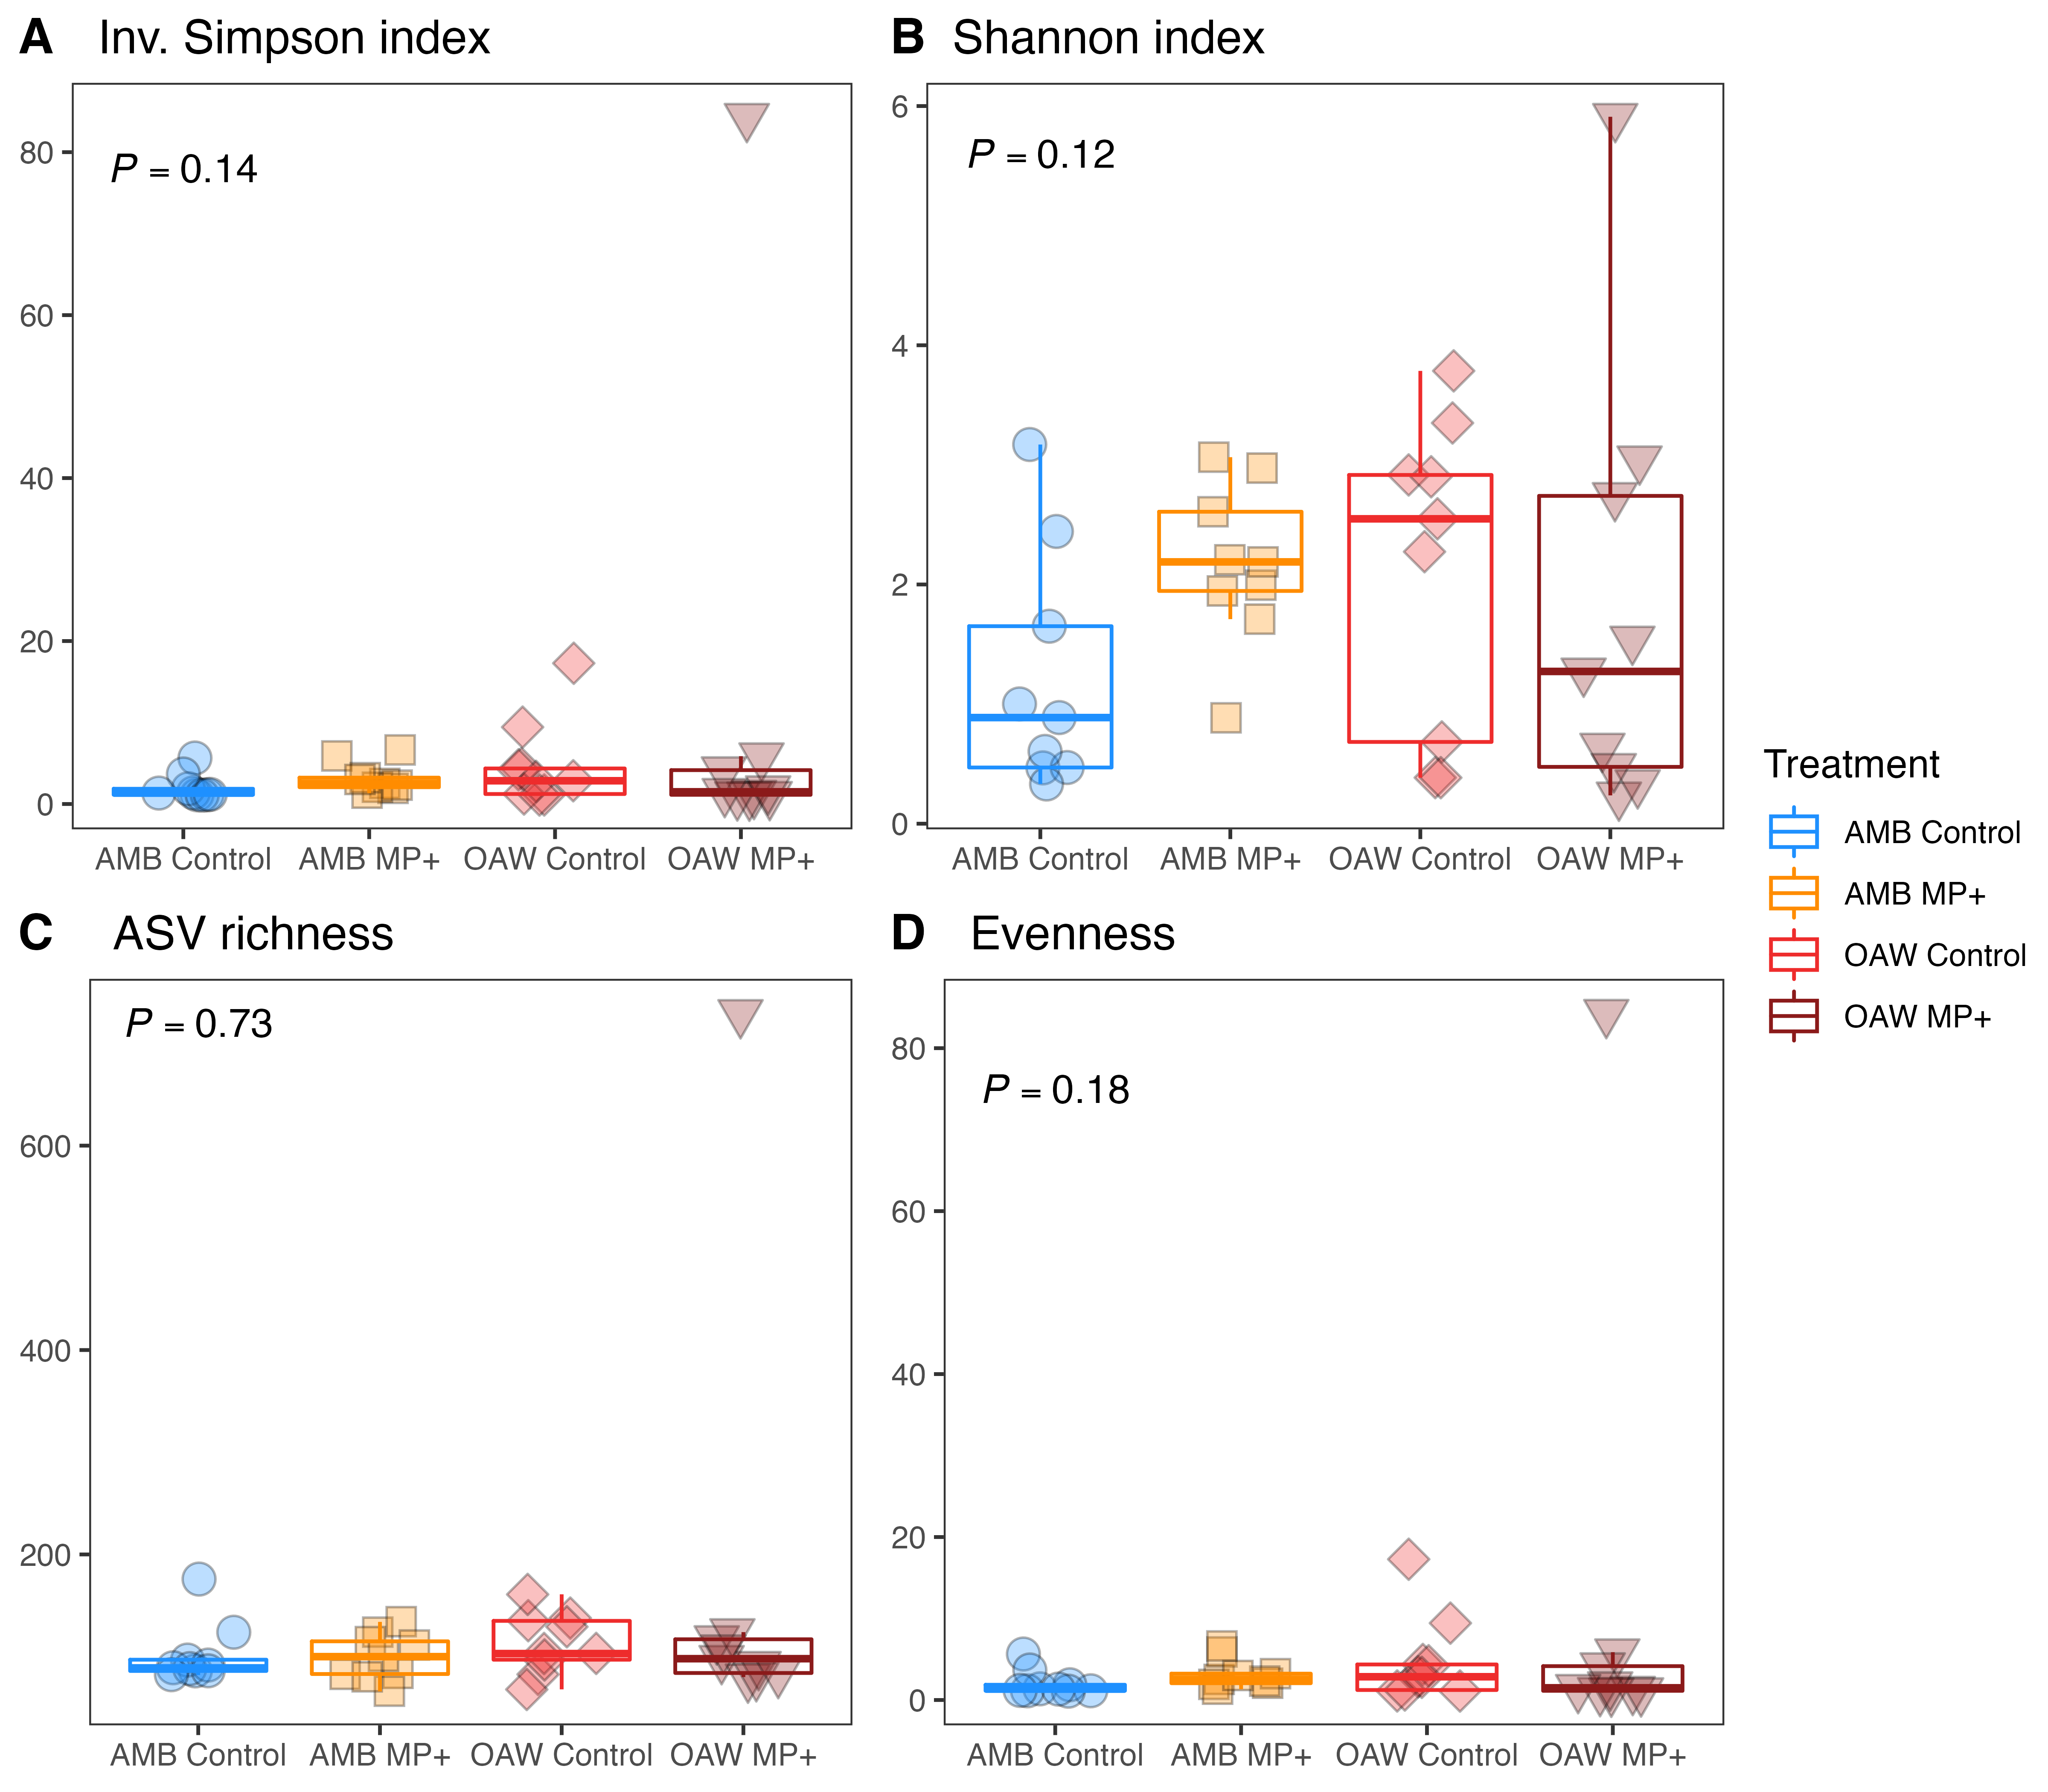 A Inv. Simpson index
P = 0.14
80
60
40
20
0
AMB Control AMB MP+ OAW Control OAW MP+
B Shannon index
P = 0.12
6
4
2
0
AMB Control AMB MP+ OAW Control OAW MP+
C ASV richness
P = 0.73
600
400
200
AMB Control AMB MP+ OAW Control OAW MP+
D Evenness
P = 0.18
80
60
40
20
0
AMB Control AMB MP+ OAW Control OAW MP+
Treatment
AMB Control
AMB MP+
OAW Control
OAW MP+